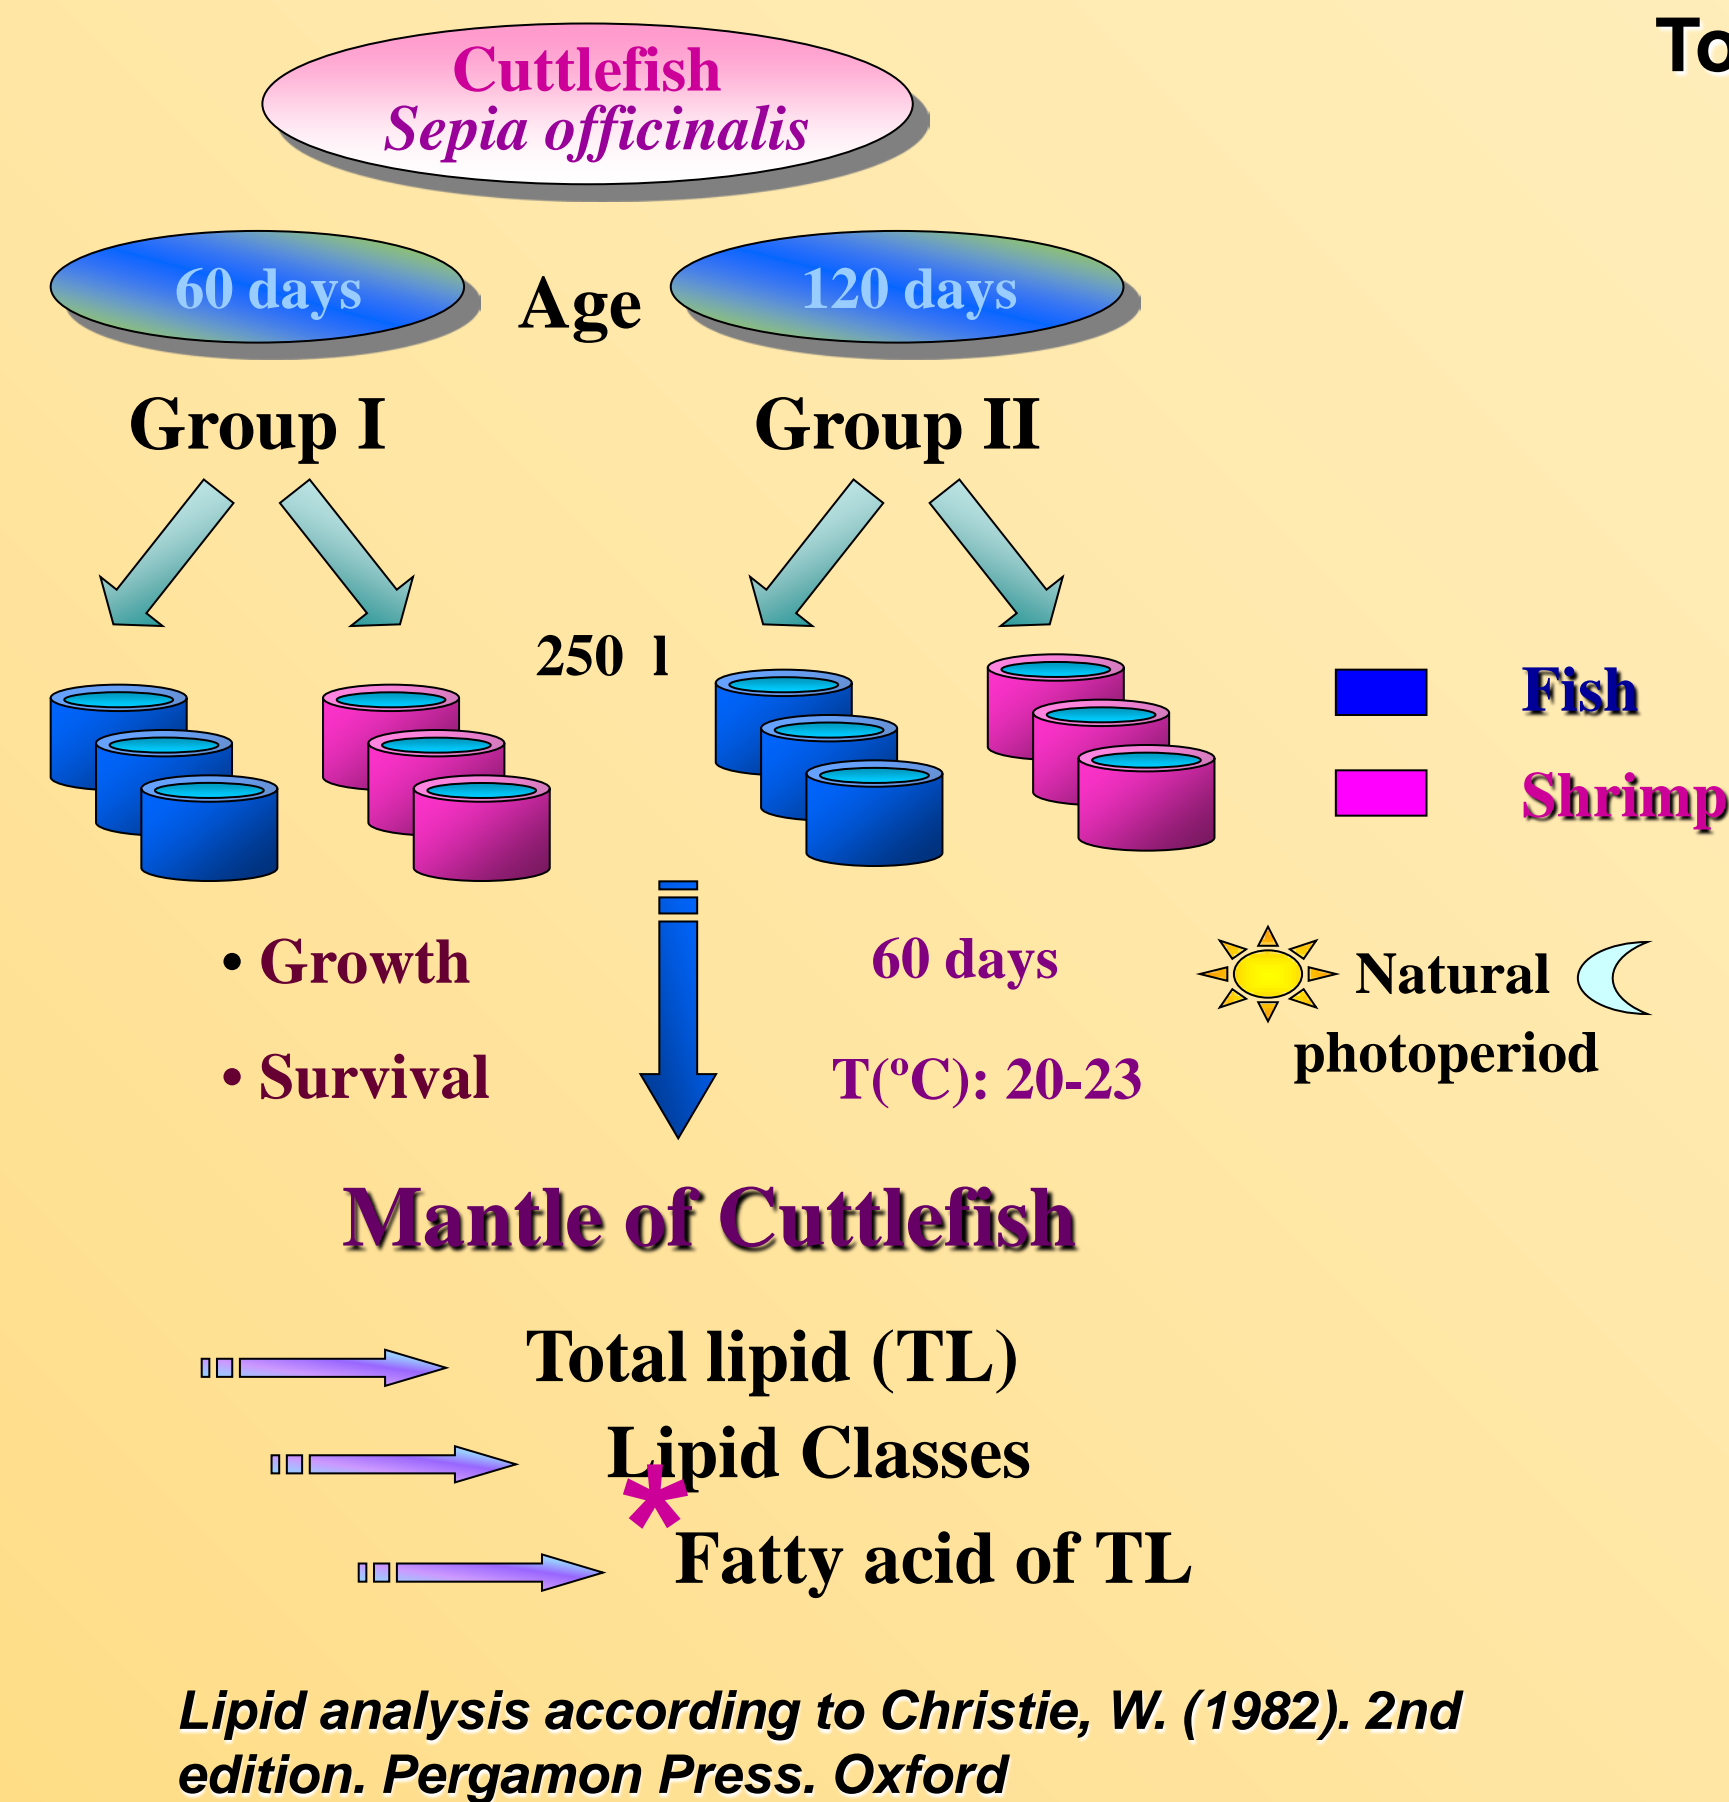 To
Cuttlefish
Sepia officinalis
60 days
Age
120 days
Group I
Group II
250 l
Fish
Shrimp
• Growth
60 days
Natural
photoperiod
• Survival
T(ºC): 20-23
Mantle of Cuttlefish
Total lipid (TL)
Lipid Classes
*
Fatty acid of TL
Lipid analysis according to Christie, W. (1982). 2nd
edition. Pergamon Press. Oxford